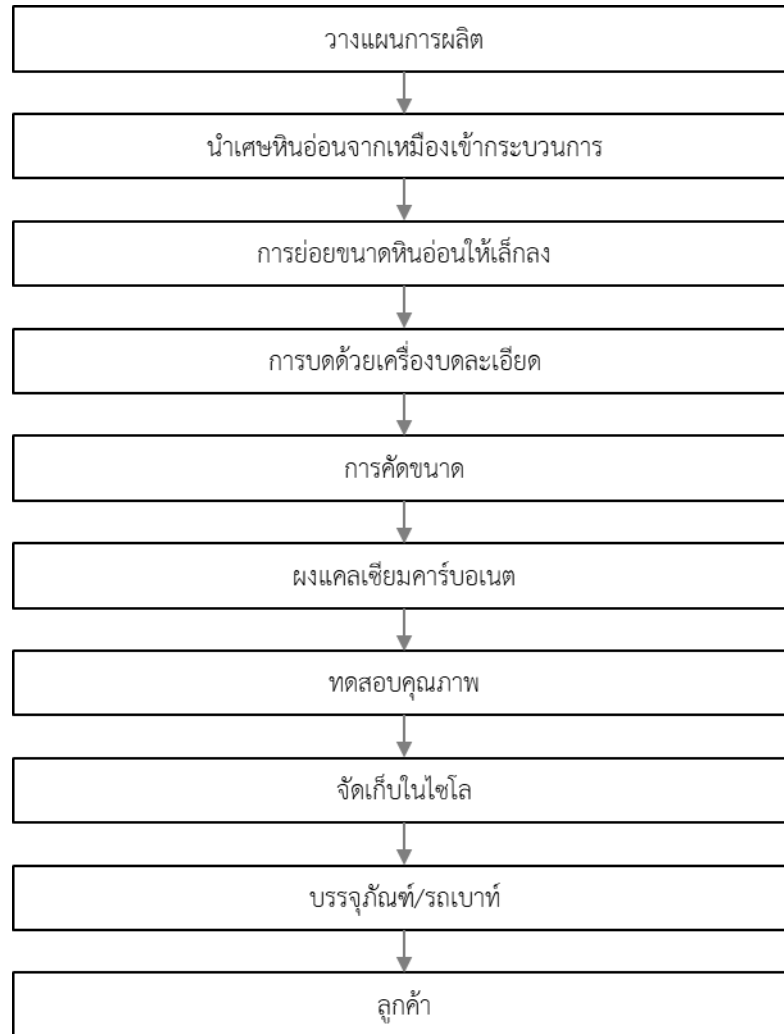 วางแผนการผลิต
นำเศษหินอ่อนจากเหมืองเข้ากระบวนการ
การย่อยขนาดหินอ่อนให้เล็กลง
การบดด้วยเครื่องบดละเอียด
การคัดขนาด
ผงแคลเซียมคาร์บอเนต
ทดสอบคุณภาพ
จัดเก็บในไซโล
บรรจุภัณฑ์/รถเบาท์
ลูกค้า